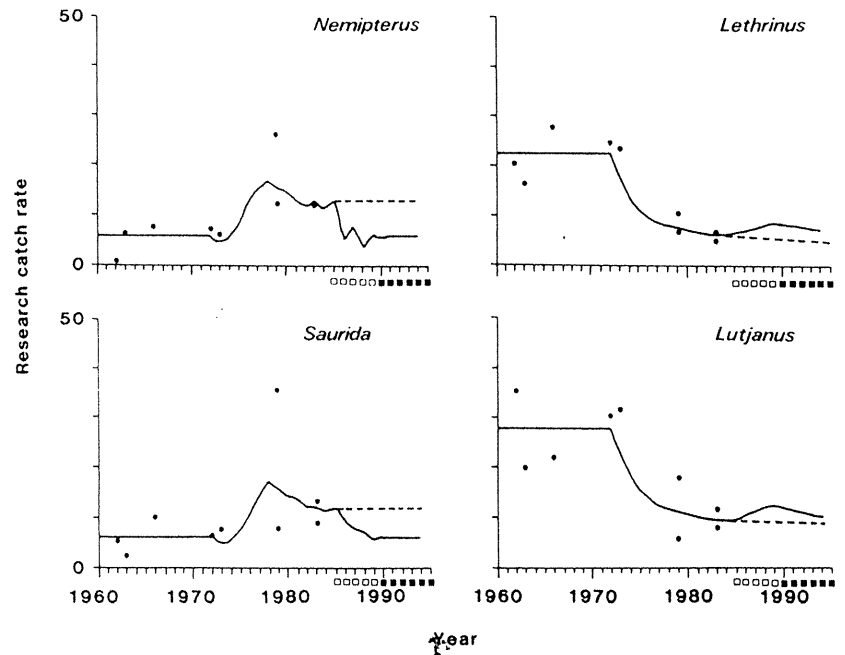 50
Nemipterus
Lethrinus
0
Research catch rate
50
Saurida
Lutjanus
0
1960 1970 1980 1990
1960 1970 1980 1990
Year